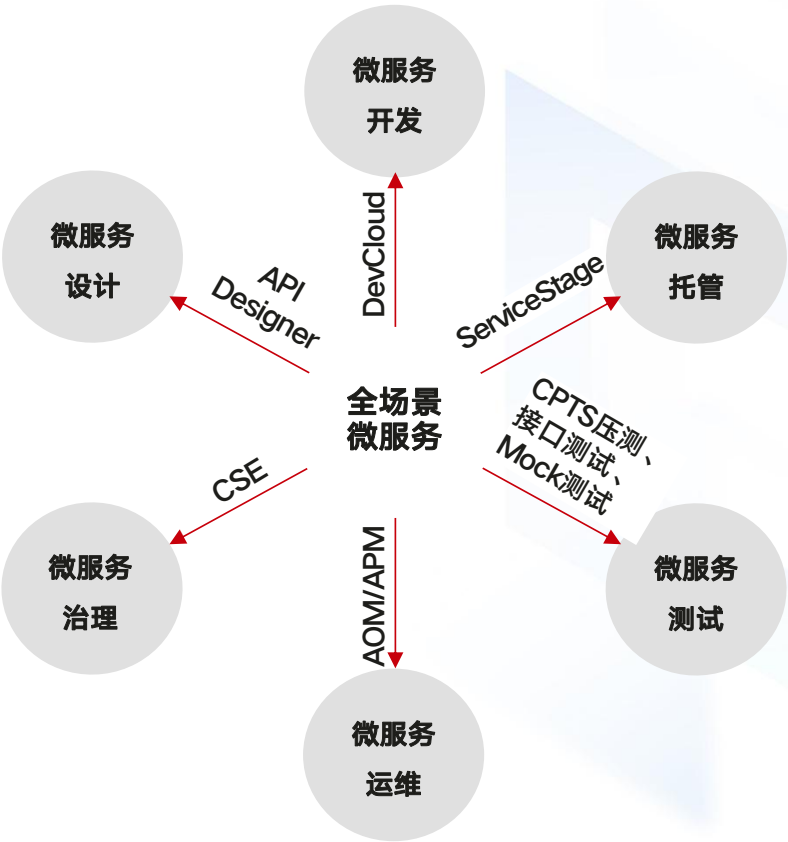 微服务
开发
DevCloud
微服务
设计
API
Designer
微服务
托管
ServiceStage
全场景
微服务
CPTS压测、
接口测试、
Mock测试
CSE
微服务
治理
AOM/APM
微服务
测试
微服务
运维